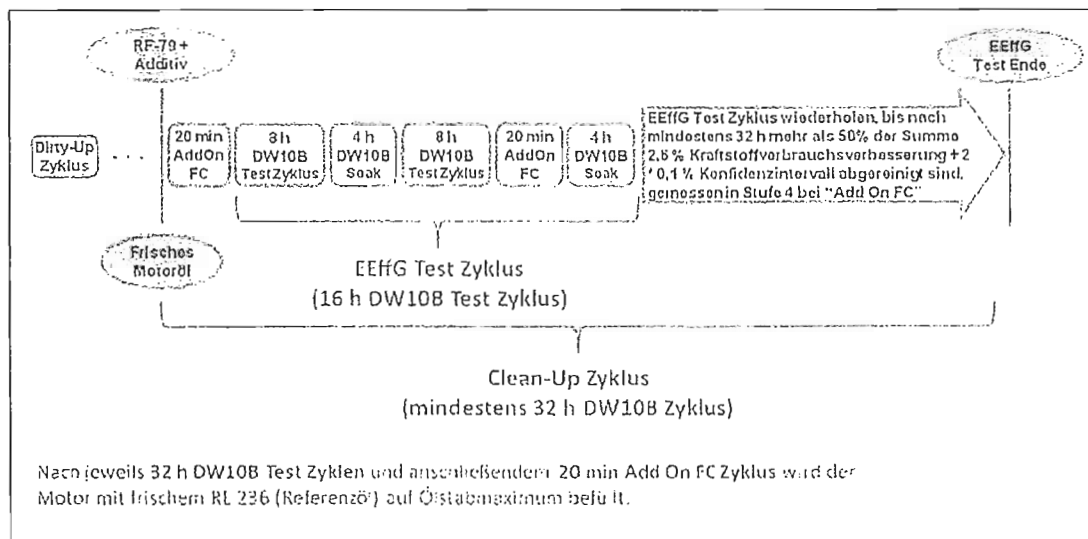 RF-79 +
Additiv
EEffG
Test Ende
Dirty-Up
Zyklus
...
20 min
AddOn
FC
8 h
DW10B
TestZyklus
4 h
DW10B
Soak
8 h
DW10B
TestZyklus
20 min
AddOn
FC
4 h
DW10B
Soak
EEffG Test Zyklus wiederholen, bis nach
mindestens 32 h mehr als 50% der Summe
2,6 % Kraftstoffverbrauchsverbesserung + 2
* 0,1 % Konfidenzintervall abgereinigt sind,
gemessen in Stufe 4 bei "Add On FC"
Frisches
Motoröl
EEffG Test Zyklus
(16 h DW10B Test Zyklus)
Clean-Up Zyklus
(mindestens 32 h DW10B Zyklus)
Nach jeweils 32 h DW10B Test Zyklen und anschließendem 20 min Add On FC Zyklus wird der
Motor mit frischem RL 236 (Referenzöl) auf Ölstabmaximum befüllt.